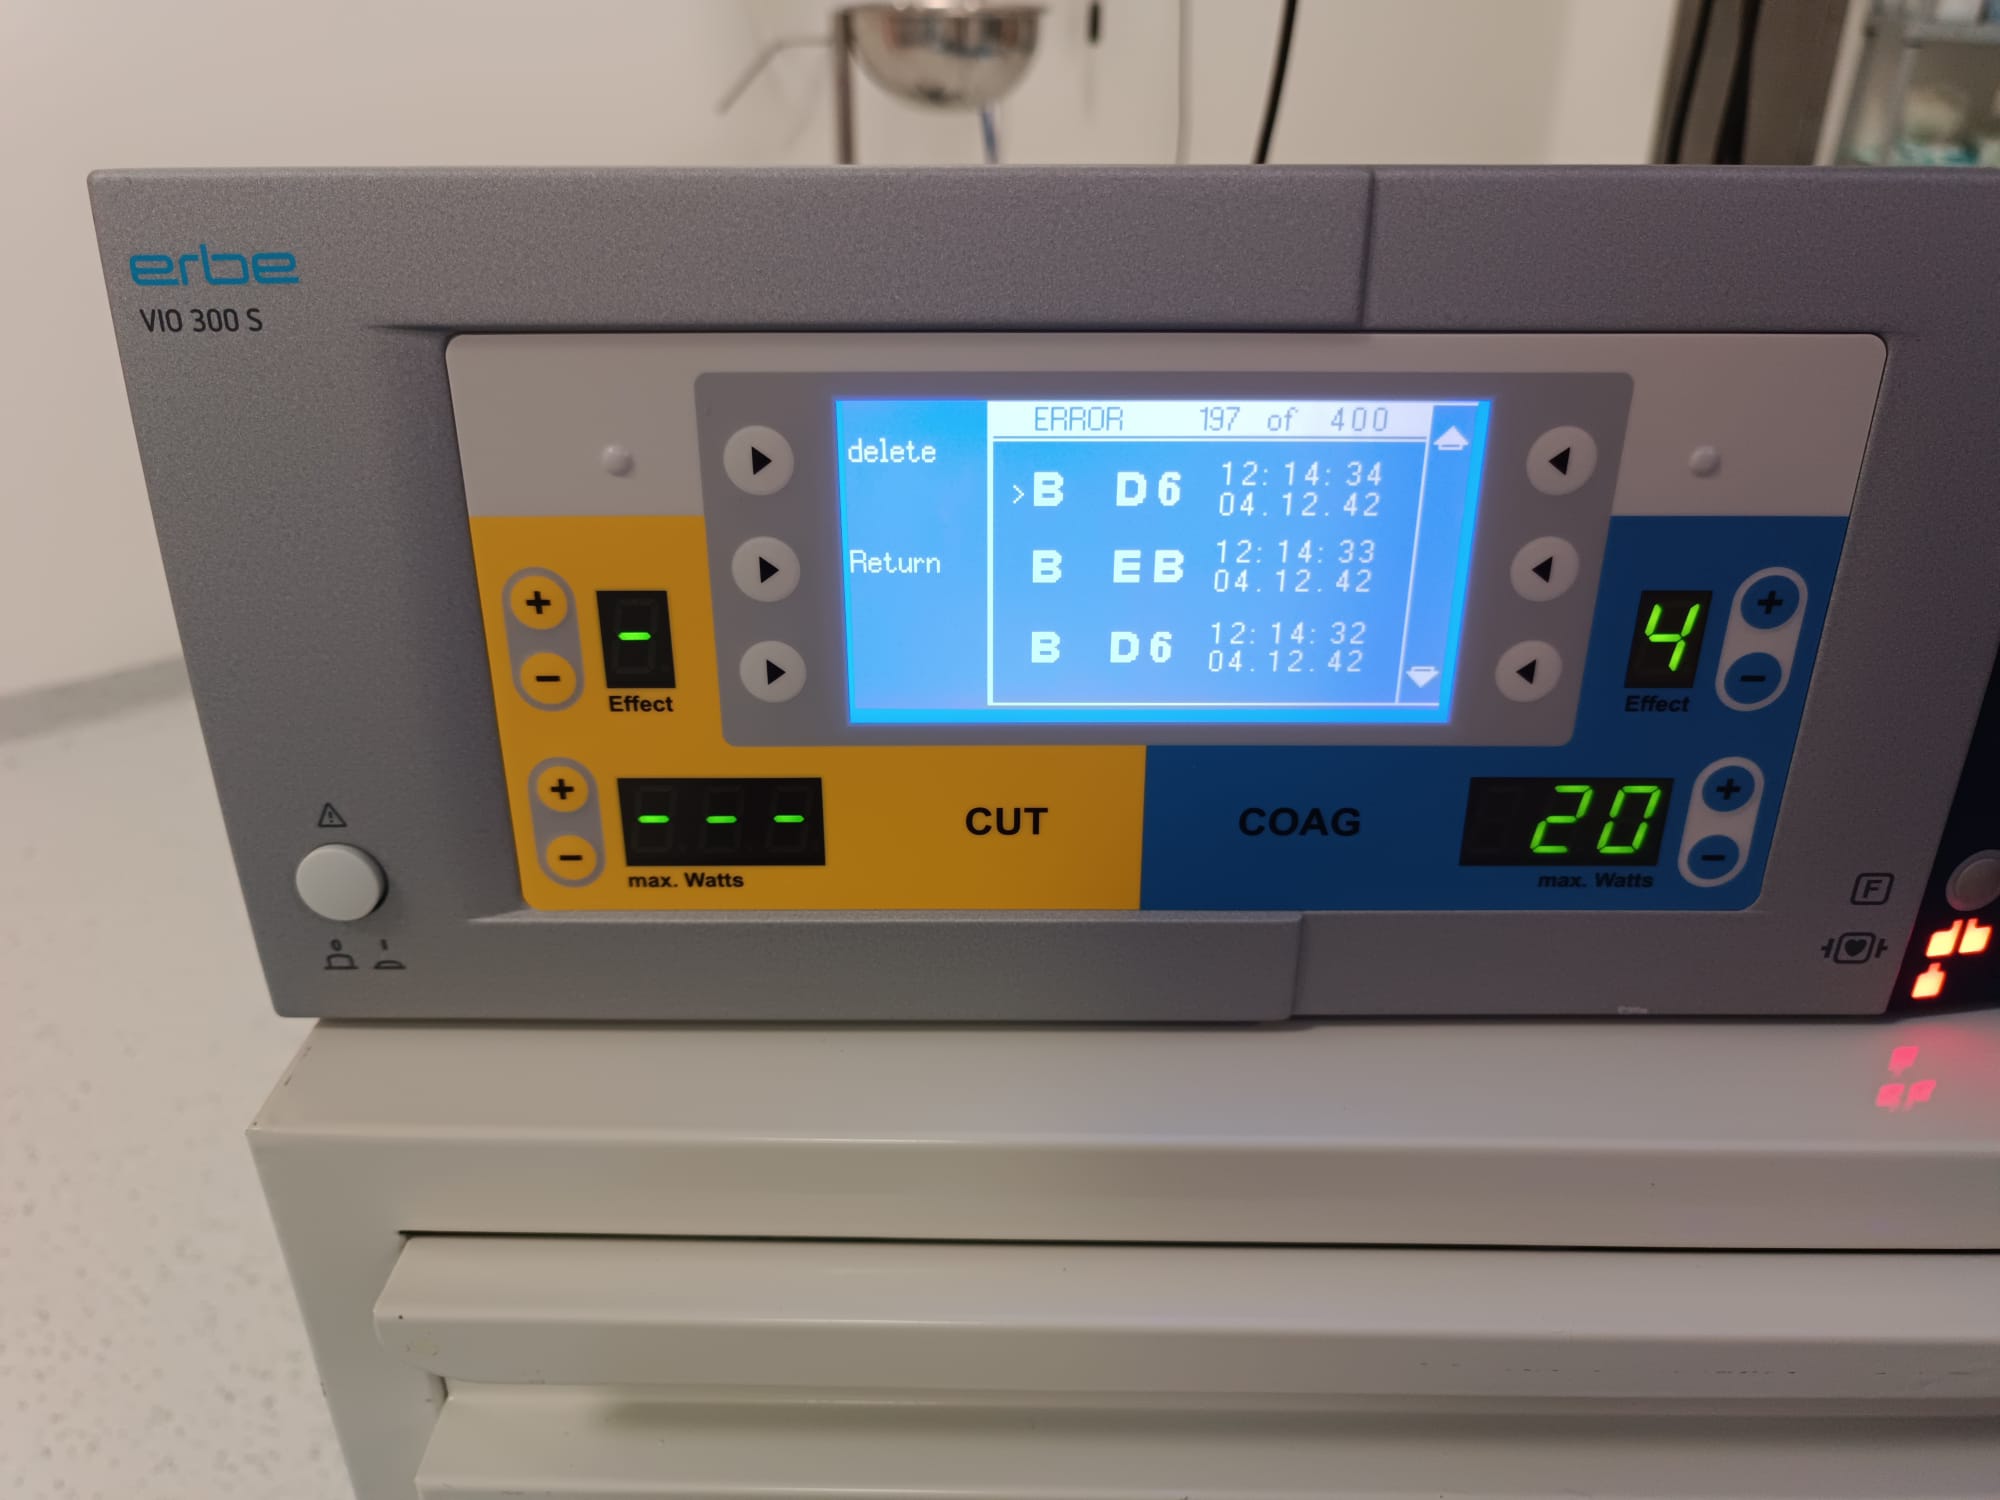 erbe
VIO 300 S
ERROR 197 of 400
delete
>B D6 12:14:34
04.12.42
Return
B EB 12:14:33
04.12.42
B D6 12:14:32
04.12.42
+
-
-
Effect
4
Effect
+
-
+
-
---
max. Watts
CUT
COAG
20
max. Watts
+
-
F